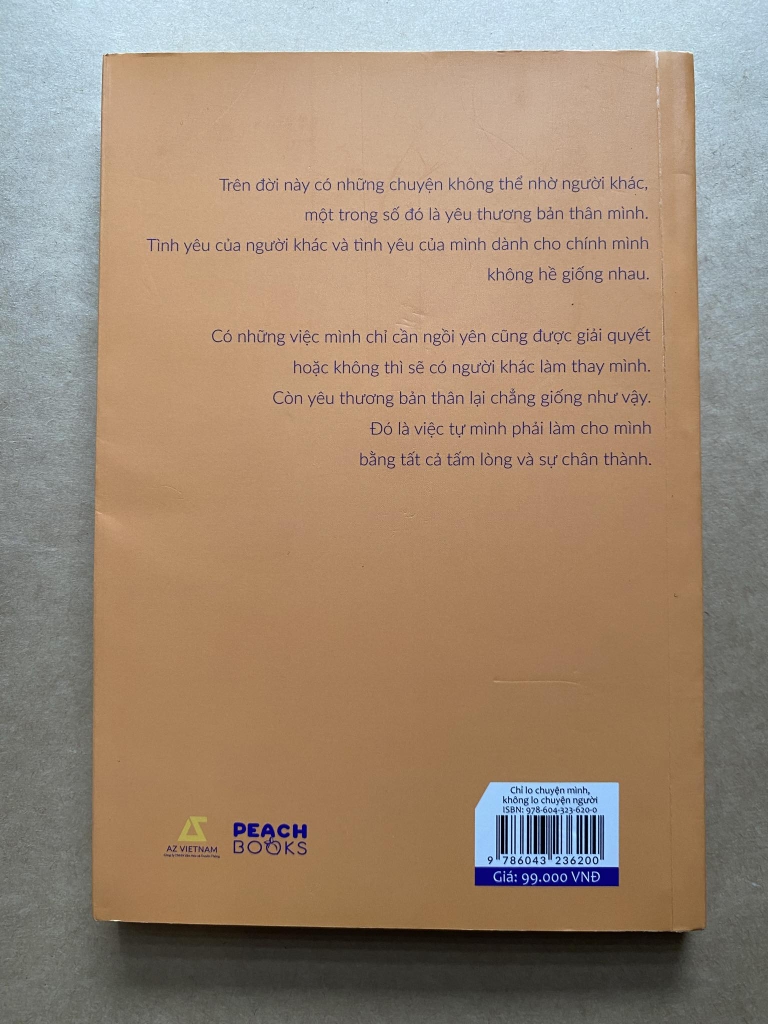 Trên đời này có những chuyện không thể nhờ người khác,
một trong số đó là yêu thương bản thân mình.
Tình yêu của người khác và tình yêu của mình dành cho chính mình
không hề giống nhau.
Có những việc mình chỉ cần ngồi yên cũng được giải quyết
hoặc không thì sẽ có người khác làm thay mình.
Còn yêu thương bản thân lại chẳng giống như vậy.
Đó là việc tự mình phải làm cho mình
bằng tất cả tấm lòng và sự chân thành.
AZ VIETNAM
PEACH
BOOKS
Chỉ lo chuyện mình,
không lo chuyện người
ISBN: 978-604-323-620-0
9 786043 236200
Giá: 99.000 VNĐ